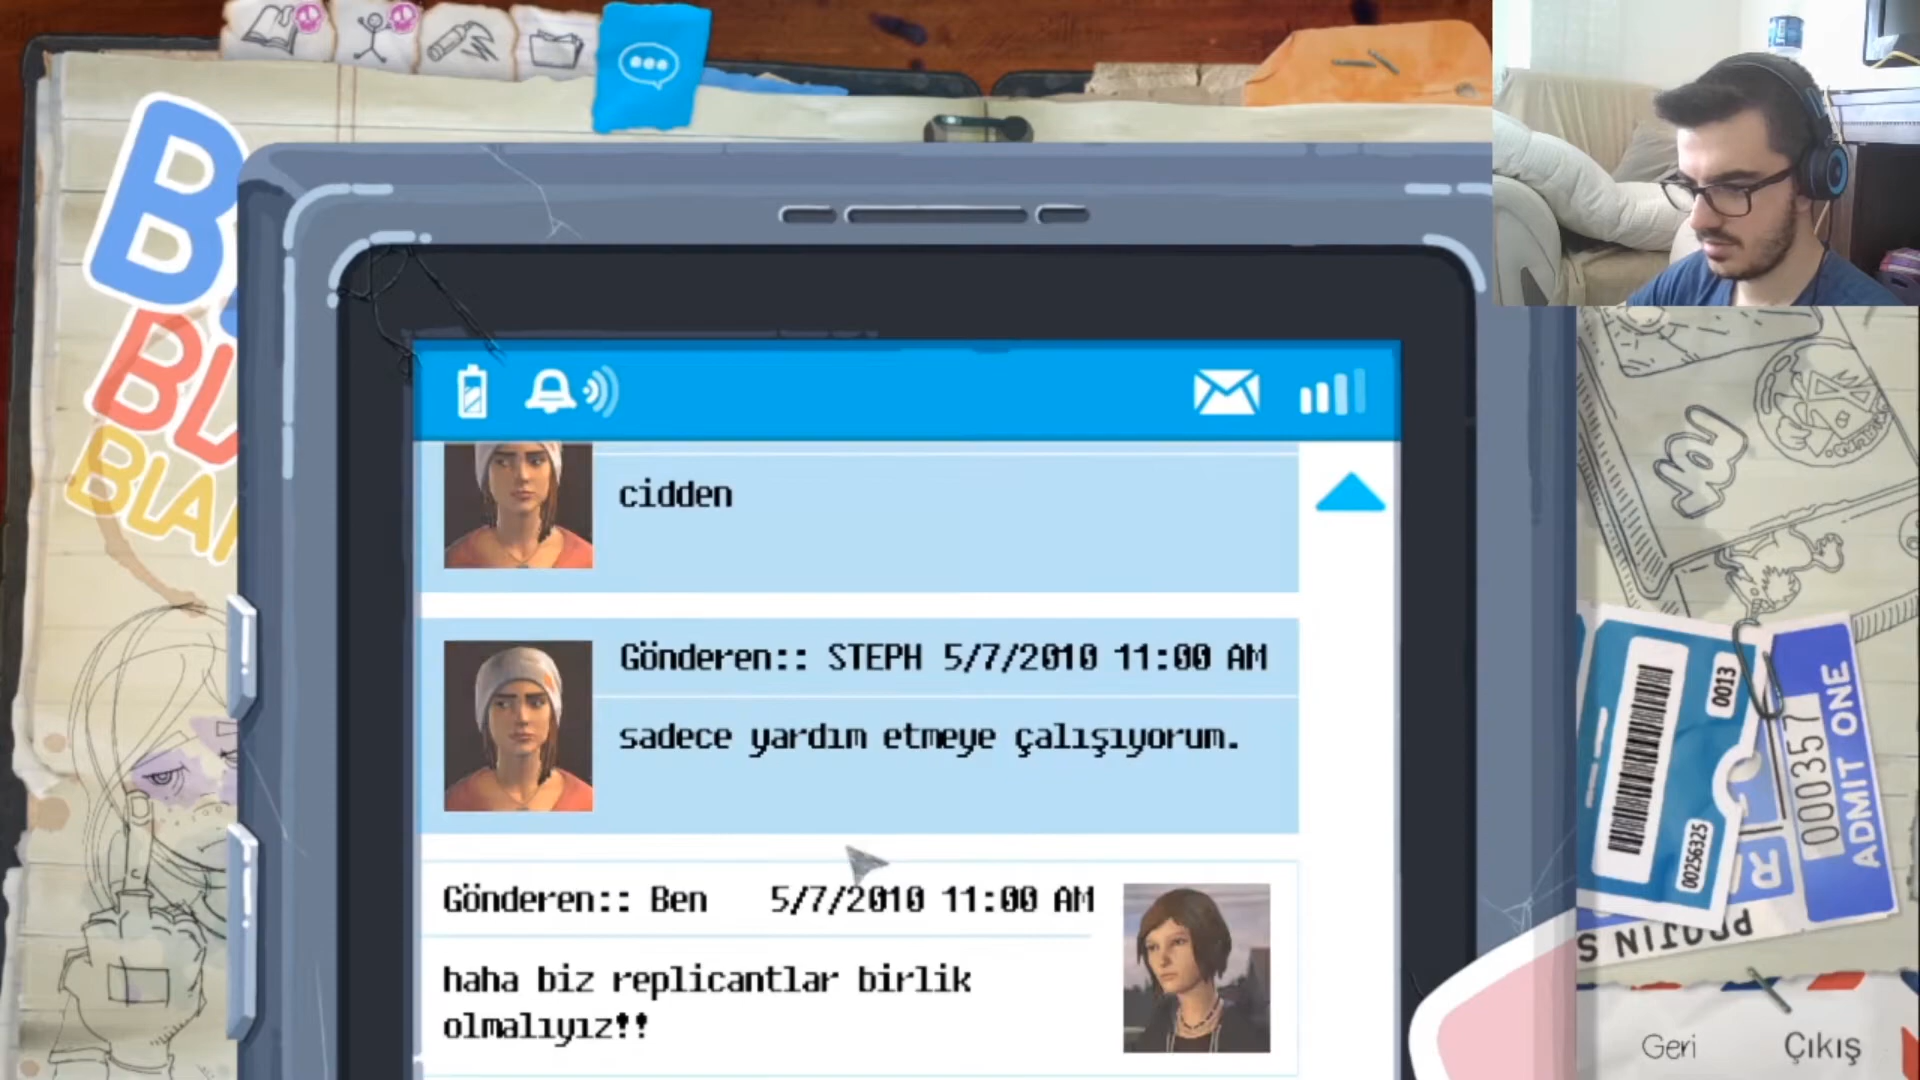 cidden
Gönderen:: STEPH 5/7/2010 11:00 AM
sadece yardım etmeye çalışıyorum.
Gönderen:: Ben 5/7/2010 11:00 AM
haha biz replicantlar birlik
olmalıyız!!
0013
00256325
000357
ADMIT ONE
Geri
Çıkış